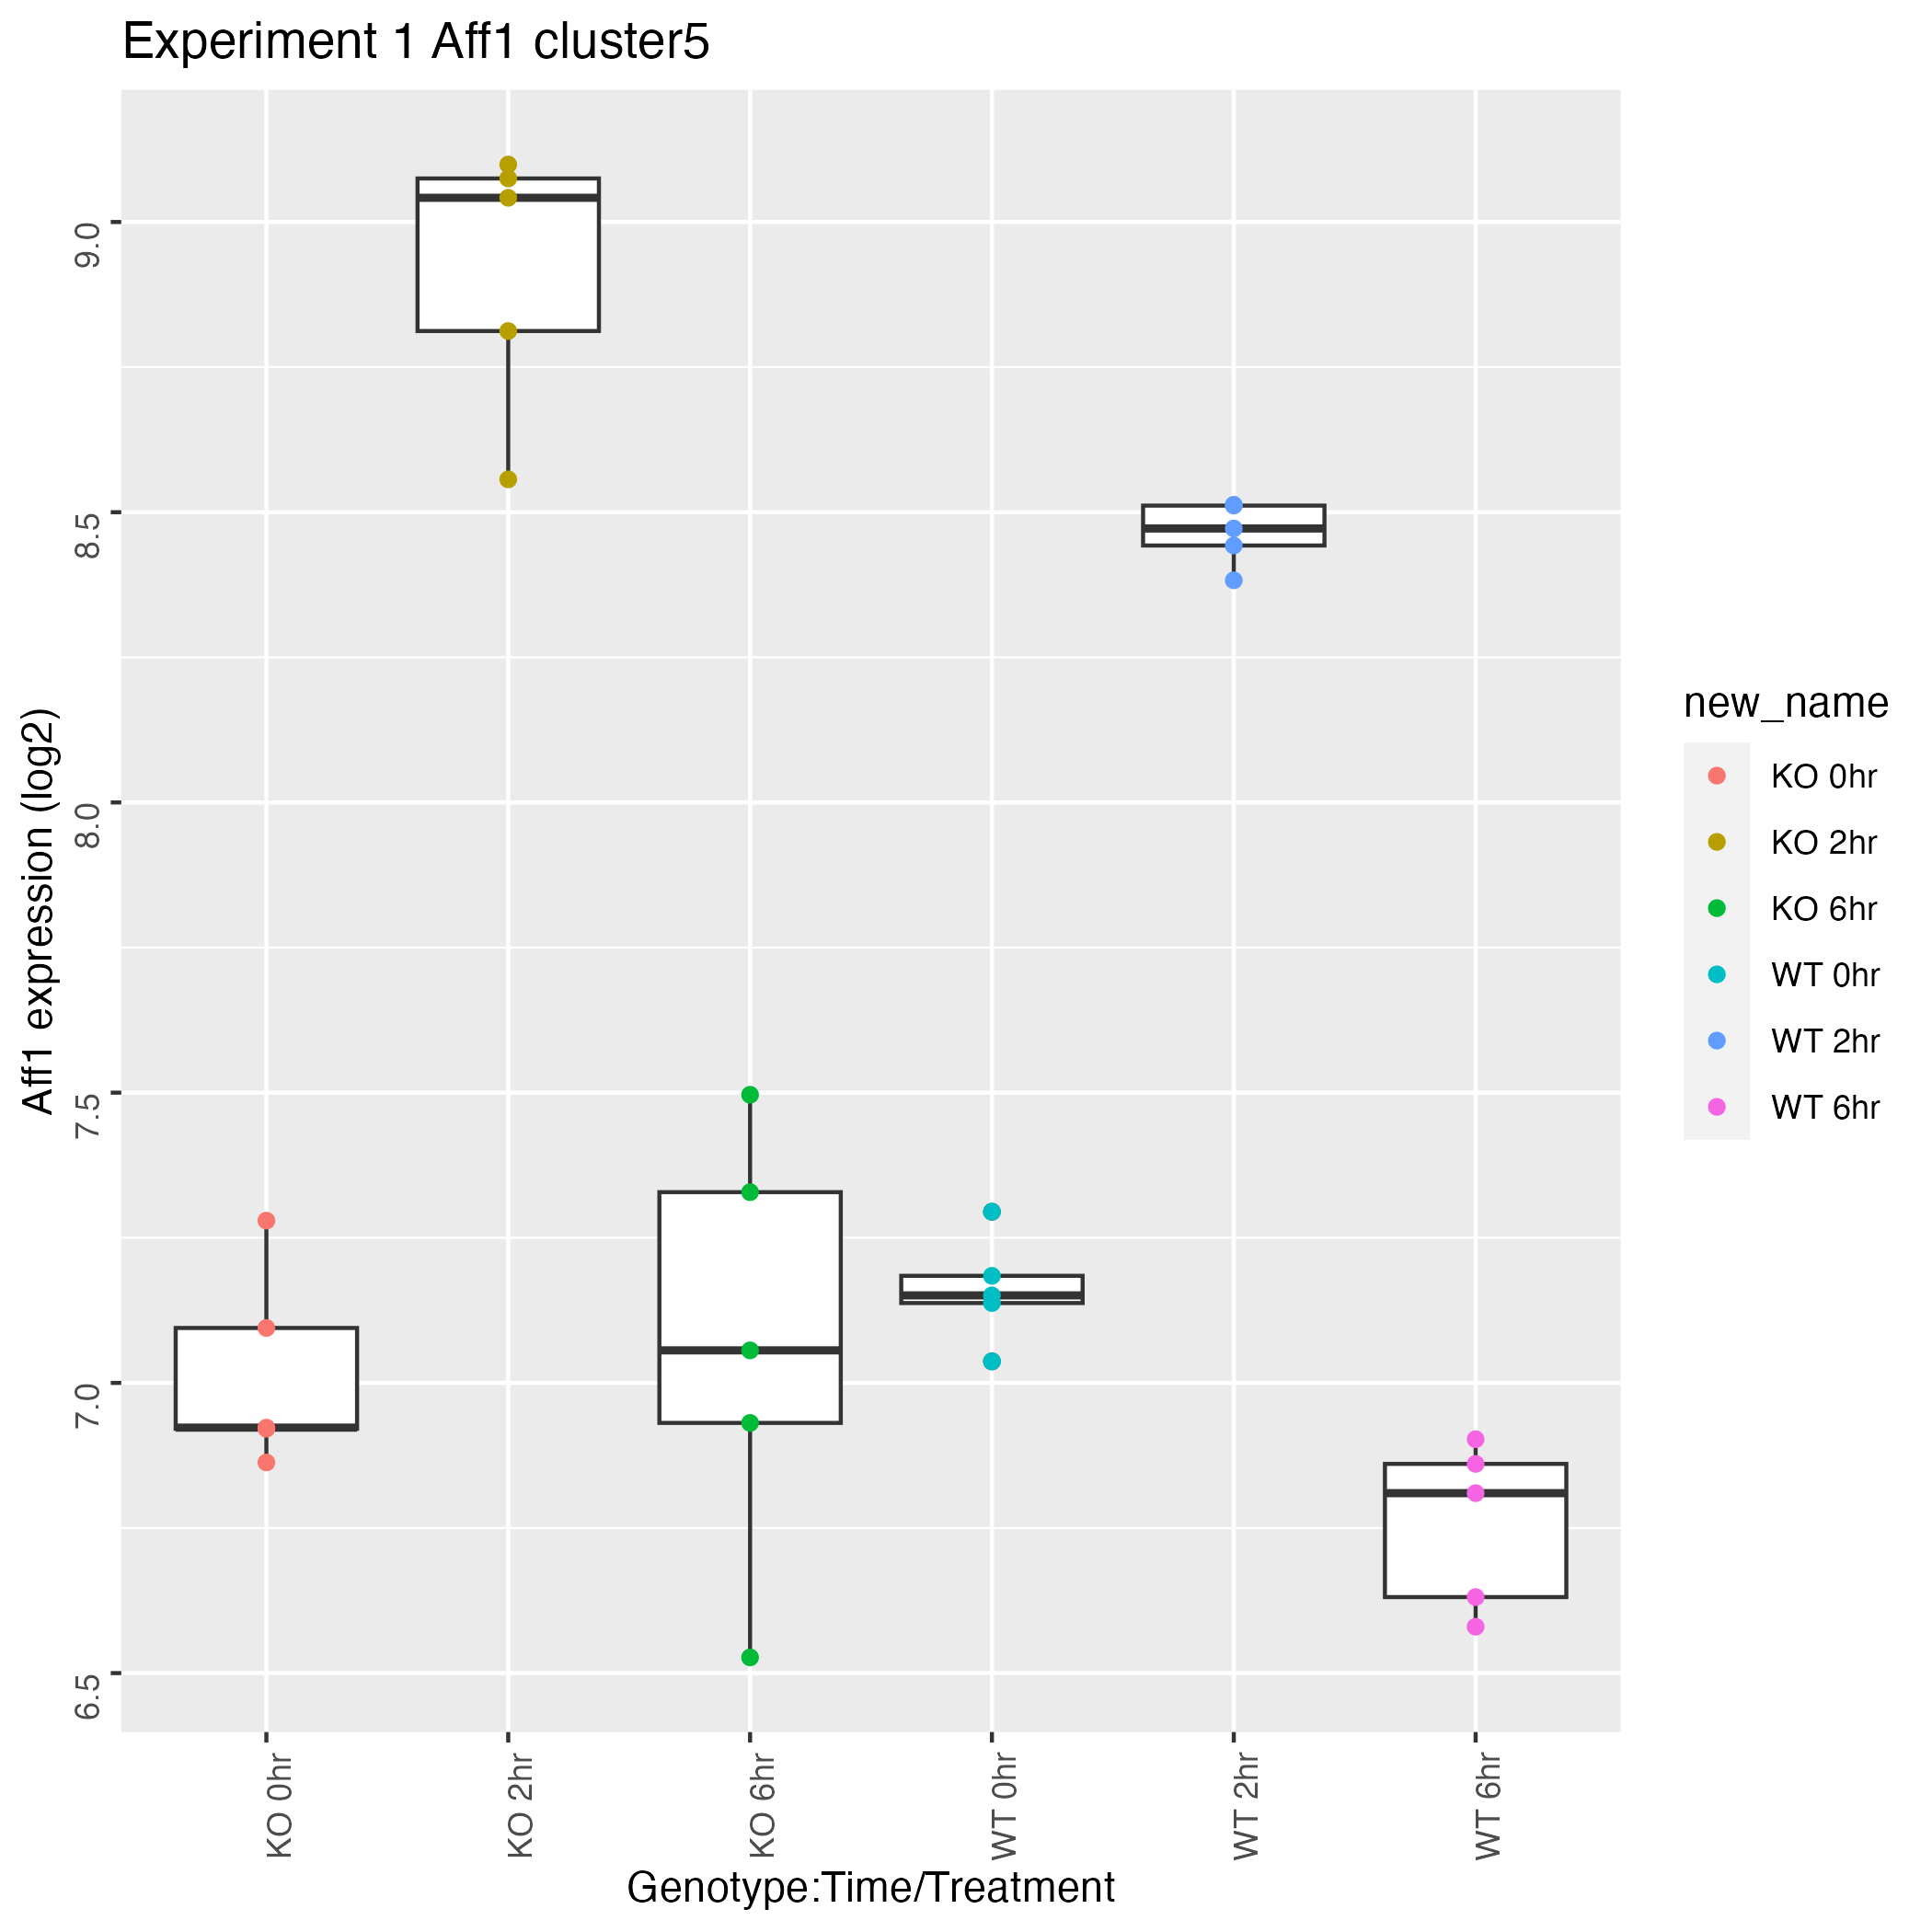 Experiment 1 Aff1 cluster5
Aff1 expression (log2)
9.0
8.5
8.0
7.5
7.0
6.5
KO 0hr
KO 2hr
KO 6hr
WT 0hr
WT 2hr
WT 6hr
Genotype:Time/Treatment
new_name
KO 0hr
KO 2hr
KO 6hr
WT 0hr
WT 2hr
WT 6hr